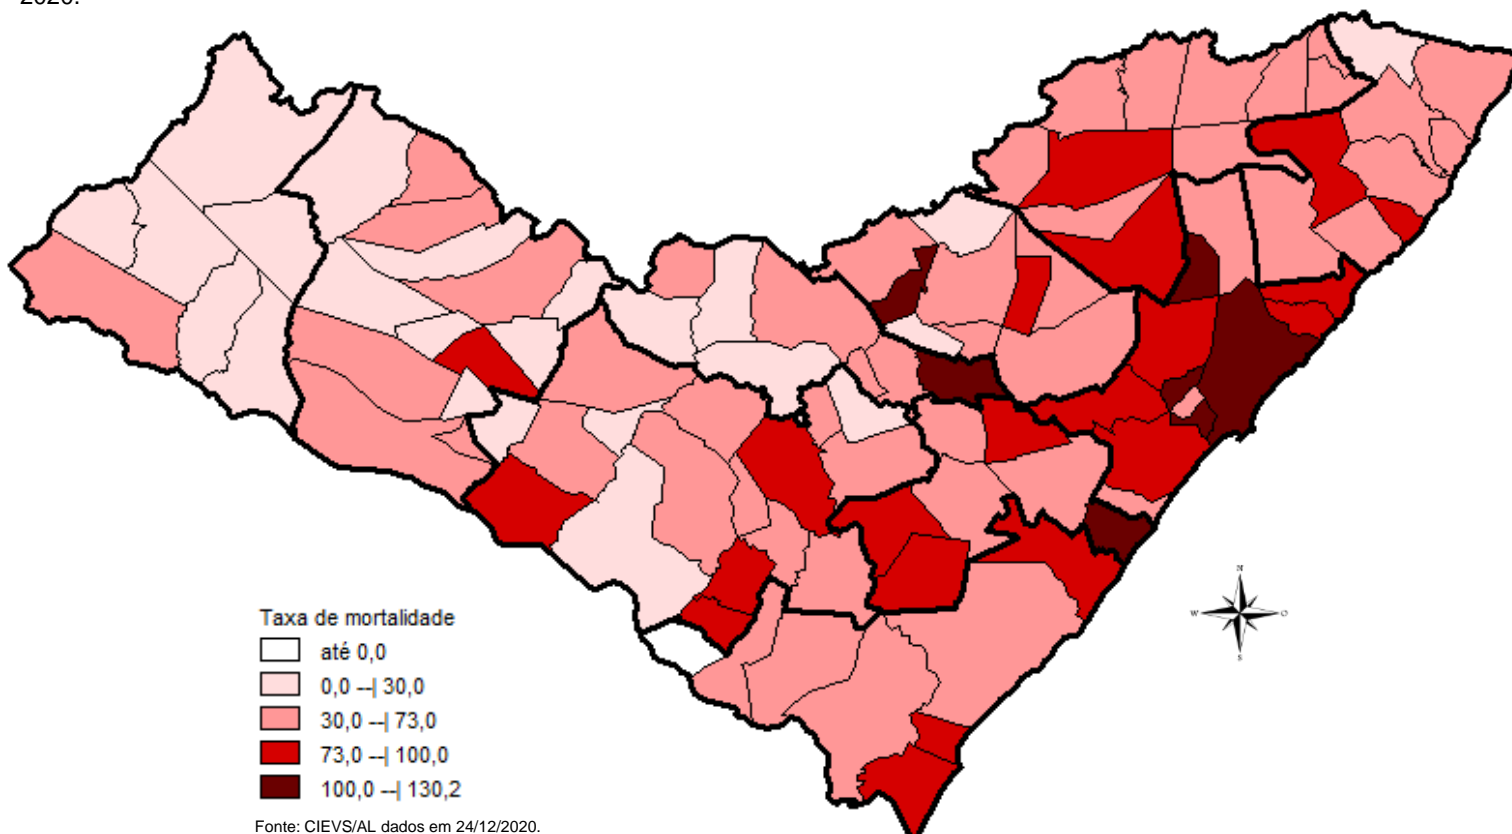 2020.
N
W
O
S
Taxa de mortalidade
até 0,0
0,0 --| 30,0
30,0 --| 73,0
73,0 --| 100,0
100,0 --| 130,2
Fonte: CIEVS/AL dados em 24/12/2020.